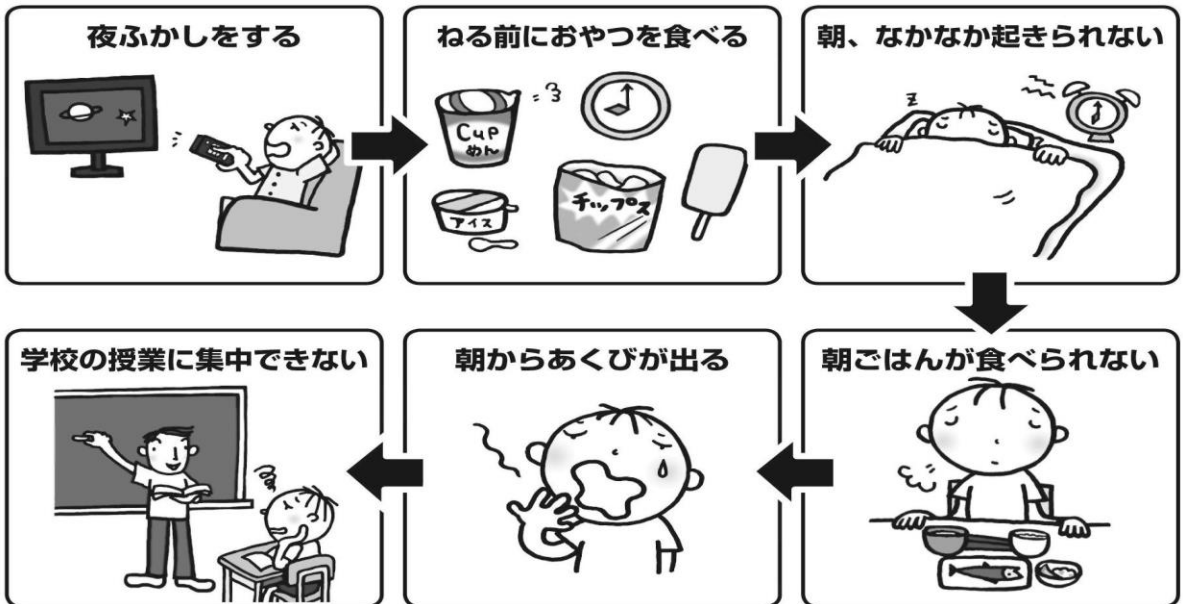 夜ふかしをする
ねる前におやつを食べる
Cup
めん
アイス
チップス
朝、なかなか起きられない
z
朝ごはんが食べられない
朝からあくびが出る
学校の授業に集中できない